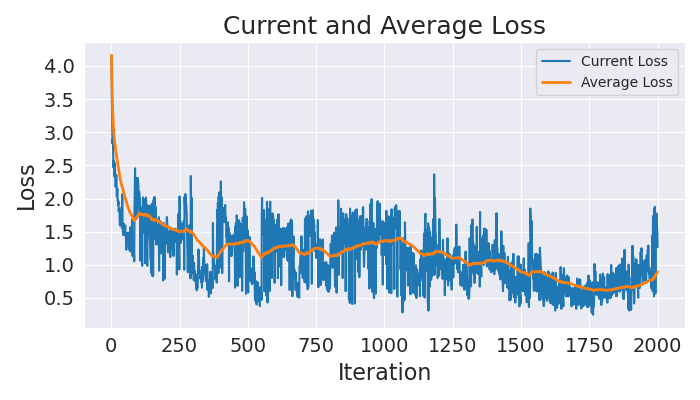 Current and Average Loss
Current Loss
Average Loss
Loss
4.0
3.5
3.0
2.5
2.0
1.5
1.0
0.5
0 250 500 750 1000 1250 1500 1750 2000
Iteration